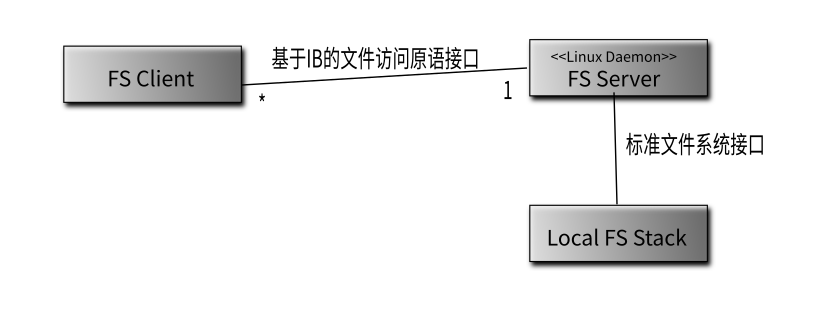 基于IB的文件访问原语接口
<<Linux Daemon>>
FS Client
FS Server
*
1
标准文件系统接口
Local FS Stack